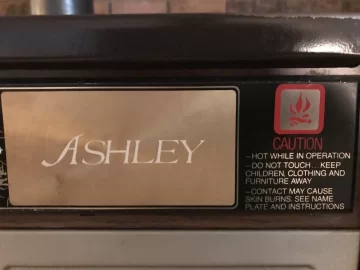 ASHLEY
CAUTION
-HOT WHILE IN OPERATION
-DO NOT TOUCH... KEEP
CHILDREN, CLOTHING AND
FURNITURE AWAY
-CONTACT MAY CAUSE
SKIN BURNS. SEE NAME
PLATE AND INSTRUCTIONS